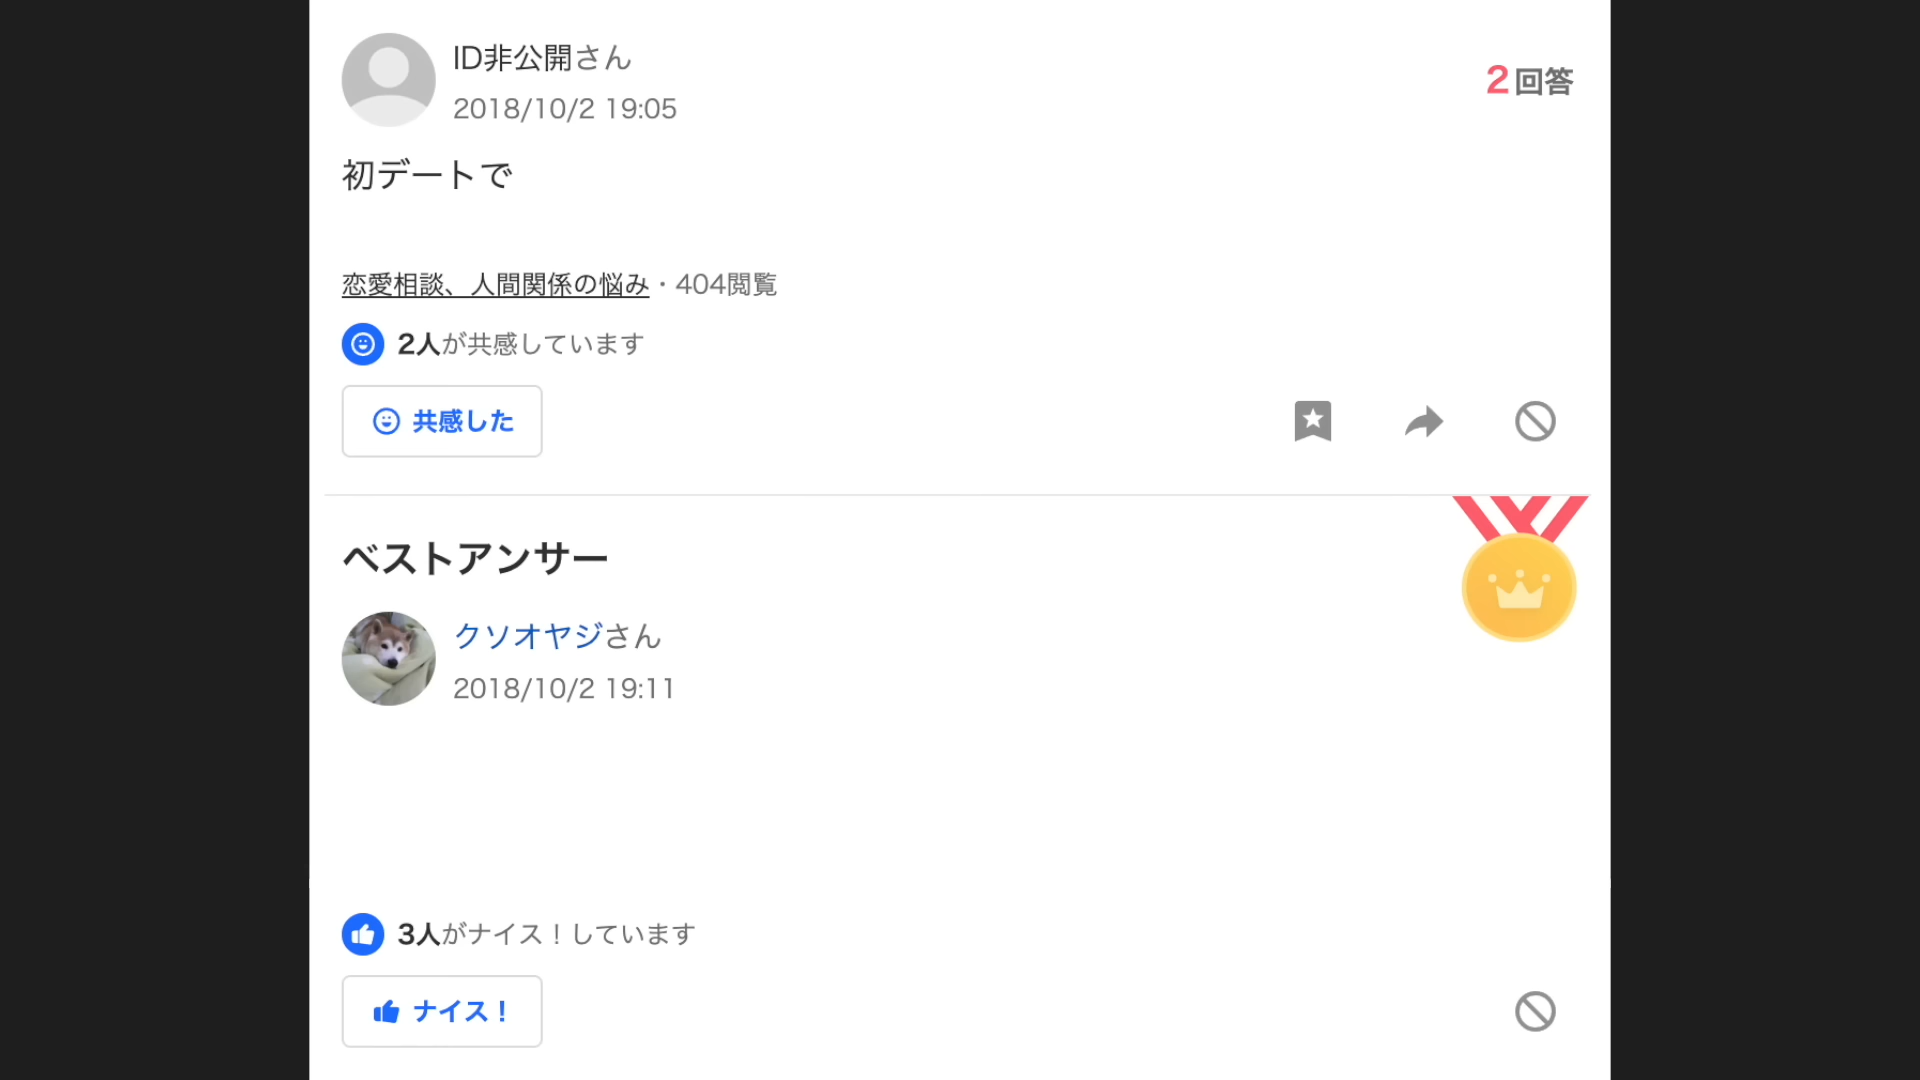 ID非公開さん
2018/10/2 19:05
2回答
初デートで
恋愛相談、人間関係の悩み・404閲覧
2人が共感しています
共感した
ベストアンサー
クソオヤジさん
2018/10/2 19:11
3人がナイス！しています
ナイス！